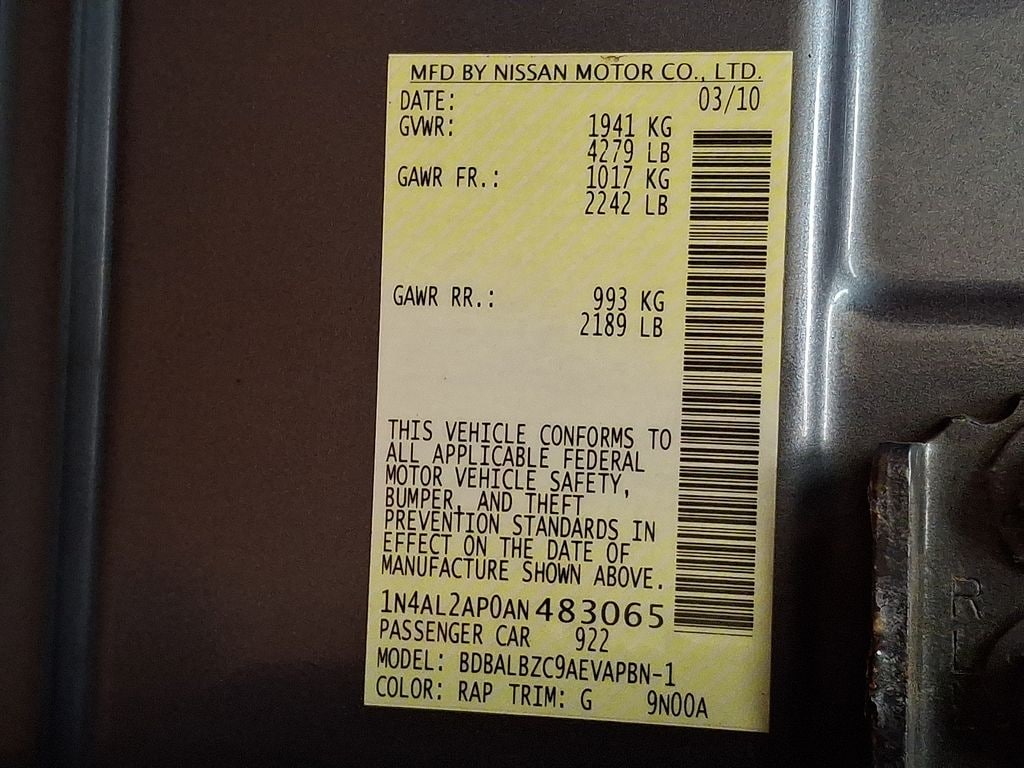 MFD BY NISSAN MOTOR CO., LTD.
DATE: 03/10
GVWR: 1941 KG
4279 LB
GAWR FR.: 1017 KG
2242 LB
GAWR RR.: 993 KG
2189 LB
THIS VEHICLE CONFORMS TO
ALL APPLICABLE FEDERAL
MOTOR VEHICLE SAFETY,
BUMPER, AND THEFT
PREVENTION STANDARDS IN
EFFECT ON THE DATE OF
MANUFACTURE SHOWN ABOVE.
1N4AL2AP0AN 483065
PASSENGER CAR 922
MODEL: BDBALBZC9AEVAPBN-1
COLOR: RAP TRIM: G 9N00A
R
L